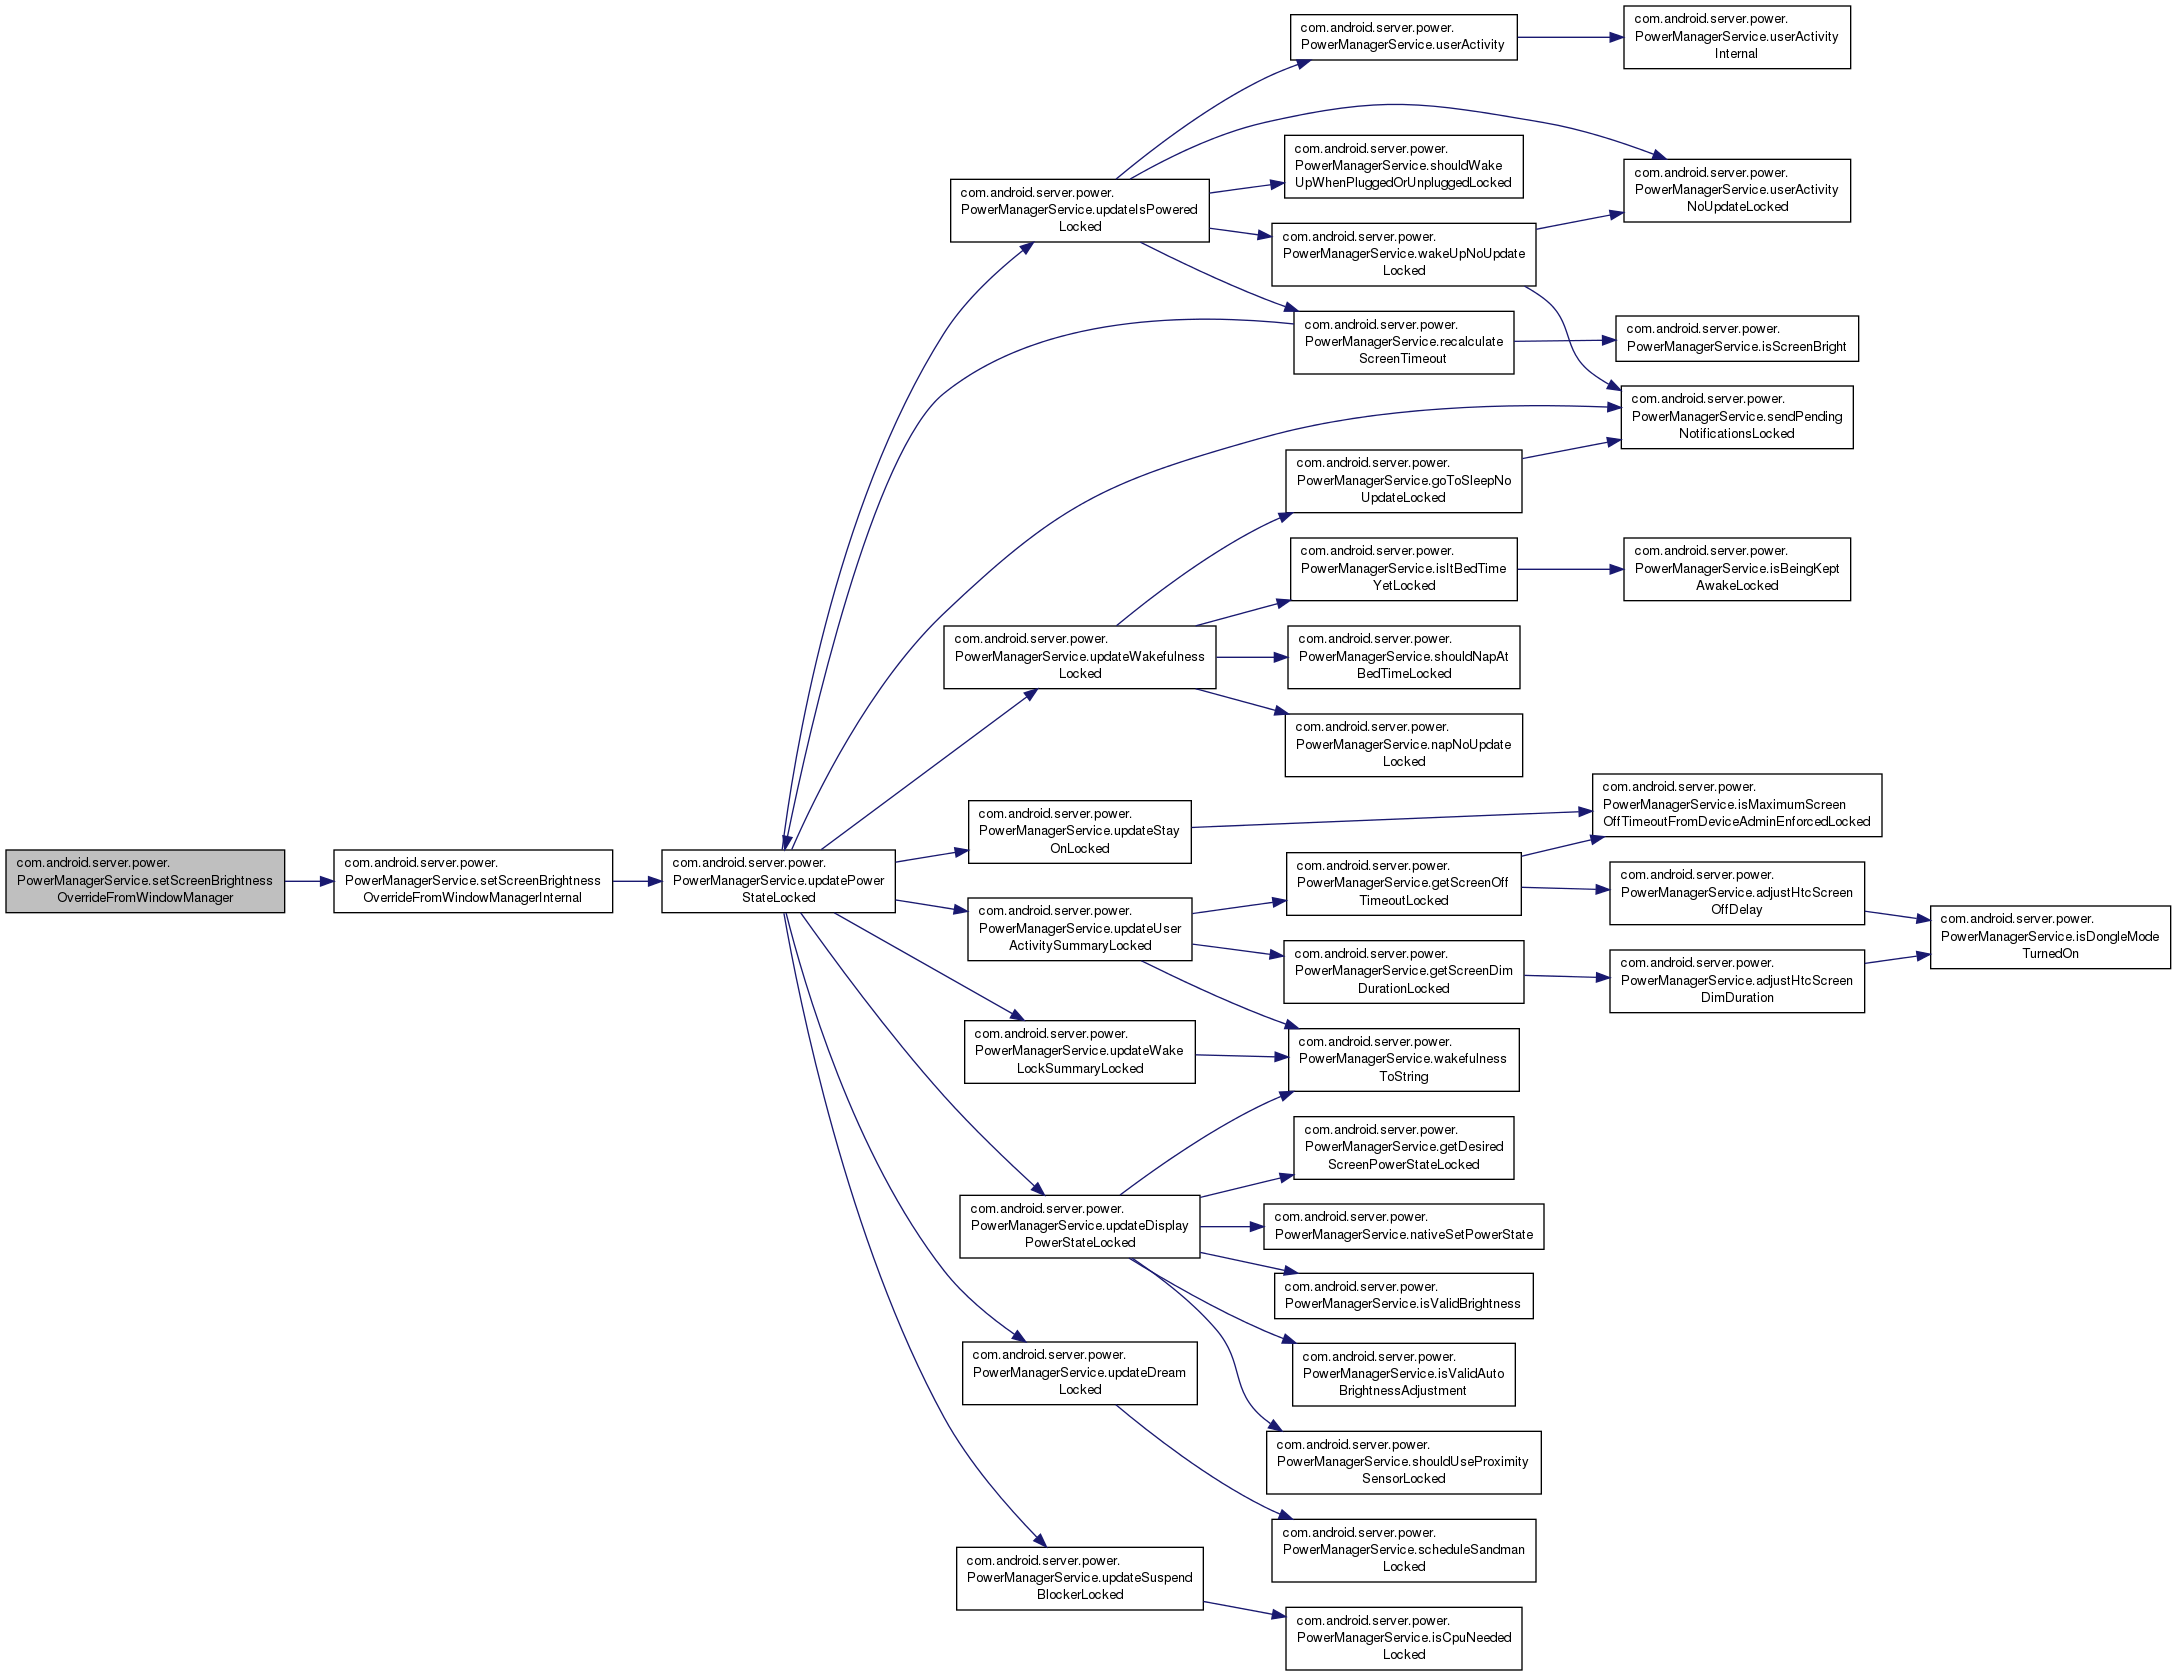 com.android.server.power.
PowerManagerService.setScreenBrightness
OverrideFromWindowManager
com.android.server.power.
PowerManagerService.setScreenBrightness
OverrideFromWindowManagerInternal
com.android.server.power.
PowerManagerService.updatePower
StateLocked
com.android.server.power.
PowerManagerService.updateIsPowered
Locked
com.android.server.power.
PowerManagerService.updateWakefulness
Locked
com.android.server.power.
PowerManagerService.updateStay
OnLocked
com.android.server.power.
PowerManagerService.updateUser
ActivitySummaryLocked
com.android.server.power.
PowerManagerService.updateWake
LockSummaryLocked
com.android.server.power.
PowerManagerService.updateDisplay
PowerStateLocked
com.android.server.power.
PowerManagerService.updateDream
Locked
com.android.server.power.
PowerManagerService.updateSuspend
BlockerLocked
com.android.server.power.
PowerManagerService.userActivity
com.android.server.power.
PowerManagerService.shouldWake
UpWhenPluggedOrUnpluggedLocked
com.android.server.power.
PowerManagerService.wakeUpNoUpdate
Locked
com.android.server.power.
PowerManagerService.recalculate
ScreenTimeout
com.android.server.power.
PowerManagerService.goToSleepNo
UpdateLocked
com.android.server.power.
PowerManagerService.isItBedTime
YetLocked
com.android.server.power.
PowerManagerService.shouldNapAt
BedTimeLocked
com.android.server.power.
PowerManagerService.napNoUpdate
Locked
com.android.server.power.
PowerManagerService.getScreenOff
TimeoutLocked
com.android.server.power.
PowerManagerService.getScreenDim
DurationLocked
com.android.server.power.
PowerManagerService.wakefulness
ToString
com.android.server.power.
PowerManagerService.getDesired
ScreenPowerStateLocked
com.android.server.power.
PowerManagerService.nativeSetPowerState
com.android.server.power.
PowerManagerService.isValidBrightness
com.android.server.power.
PowerManagerService.isValidAuto
BrightnessAdjustment
com.android.server.power.
PowerManagerService.shouldUseProximity
SensorLocked
com.android.server.power.
PowerManagerService.scheduleSandman
Locked
com.android.server.power.
PowerManagerService.isCpuNeeded
Locked
com.android.server.power.
PowerManagerService.userActivity
Internal
com.android.server.power.
PowerManagerService.userActivity
NoUpdateLocked
com.android.server.power.
PowerManagerService.isScreenBright
com.android.server.power.
PowerManagerService.sendPending
NotificationsLocked
com.android.server.power.
PowerManagerService.isBeingKept
AwakeLocked
com.android.server.power.
PowerManagerService.isMaximumScreen
OffTimeoutFromDeviceAdminEnforcedLocked
com.android.server.power.
PowerManagerService.adjustHtcScreen
OffDelay
com.android.server.power.
PowerManagerService.adjustHtcScreen
DimDuration
com.android.server.power.
PowerManagerService.isDongleMode
TurnedOn